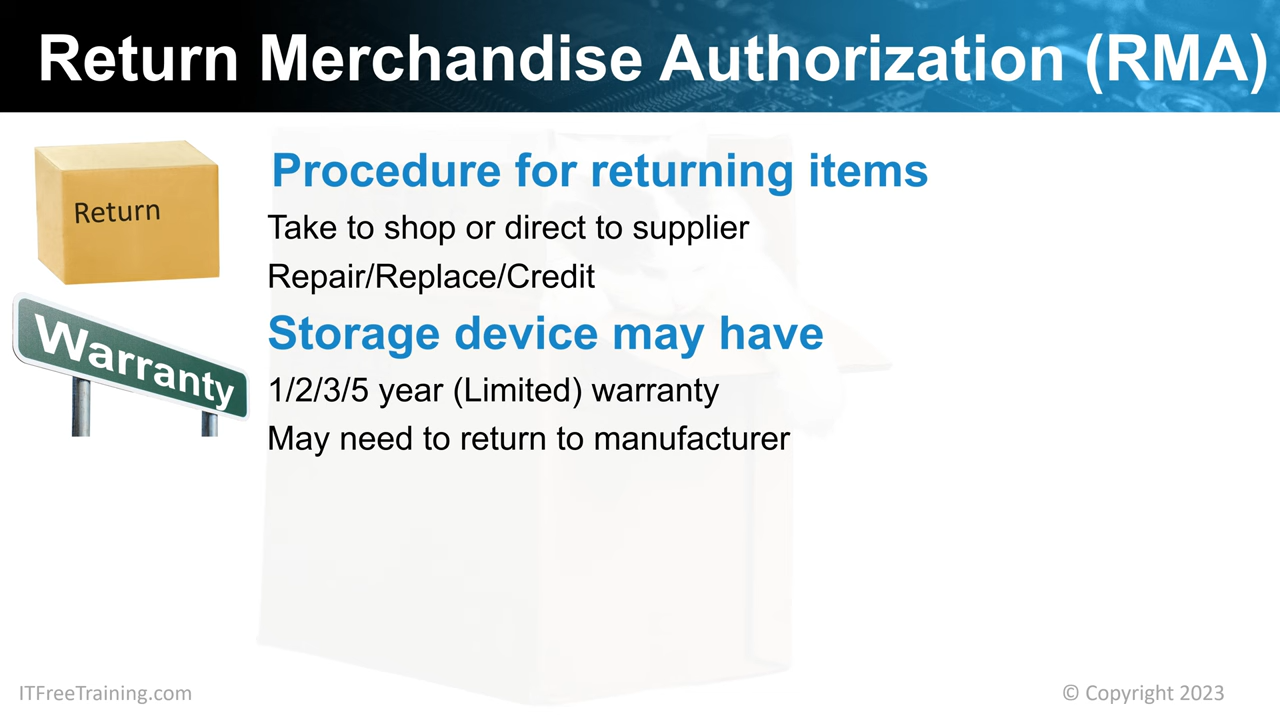 Return Merchandise Authorization (RMA)
Return
Procedure for returning items
Take to shop or direct to supplier
Repair/Replace/Credit
Warranty
Storage device may have
1/2/3/5 year (Limited) warranty
May need to return to manufacturer
ITFreeTraining.com
© Copyright 2023